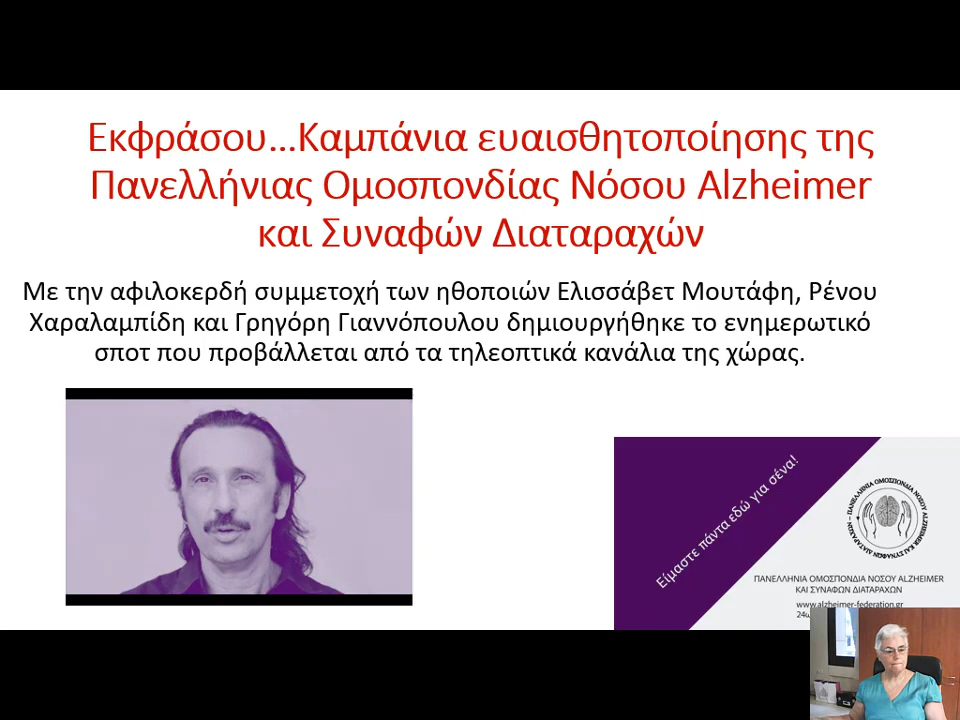 Εκφράσου...Καμπάνια ευαισθητοποίησης της
Πανελλήνιας Ομοσπονδίας Νόσου Alzheimer
και Συναφών Διαταραχών
Με την αφιλοκερδή συμμετοχή των ηθοποιών Ελισσάβετ Μουτάφη, Ρένου
Χαραλαμπίδη και Γρηγόρη Γιαννόπουλου δημιουργήθηκε το ενημερωτικό
σποτ που προβάλλεται από τα τηλεοπτικά κανάλια της χώρας.
Είμαστε πάντα εδώ για σένα!
ΠΑΝΕΛΛΗΝΙΑ ΟΜΟΣΠΟΝΔΙΑ ΝΟΣΟΥ ALZHEIMER ΚΑΙ ΣΥΝΑΦΩΝ ΔΙΑΤΑΡΑΧΩΝ
ΠΑΝΕΛΛΗΝΙΑ ΟΜΟΣΠΟΝΔΙΑ ΝΟΣΟΥ ALZHEIMER
ΚΑΙ ΣΥΝΑΦΩΝ ΔΙΑΤΑΡΑΧΩΝ
www.alzheimer-federation.gr